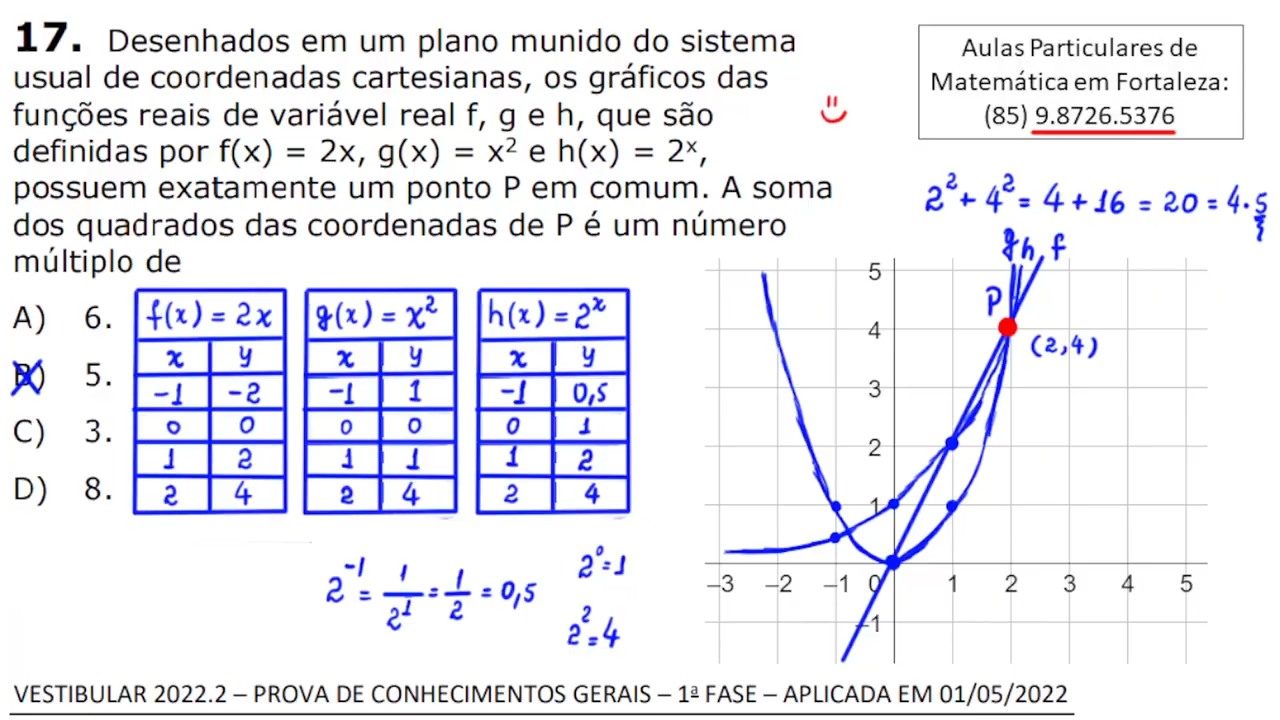 17. Desenhados em um plano munido do sistema
usual de coordenadas cartesianas, os gráficos das
funções reais de variável real f, g e h, que são
definidas por f(x) = 2x, g(x) = x² e h(x) = 2ˣ,
possuem exatamente um ponto P em comum. A soma
dos quadrados das coordenadas de P é um número
múltiplo de
A) 6.
B) 5.
C) 3.
D) 8.
Aulas Particulares de
Matemática em Fortaleza:
(85) 9.8726.5376
2² + 4² = 4 + 16 = 20 = 4.5
f(x) = 2x
x y
-1 -2
0 0
1 2
2 4
g(x) = x²
x y
-1 1
0 0
1 1
2 4
h(x) = 2ˣ
x y
-1 0,5
0 1
1 2
2 4
2⁻¹ = 1/2¹ = 1/2 = 0,5
2⁰ = 1
2² = 4
g h f
P
(2,4)
5
4
3
2
1
–3 –2 –1 0 1 2 3 4 5
–1
VESTIBULAR 2022.2 – PROVA DE CONHECIMENTOS GERAIS – 1ª FASE – APLICADA EM 01/05/2022